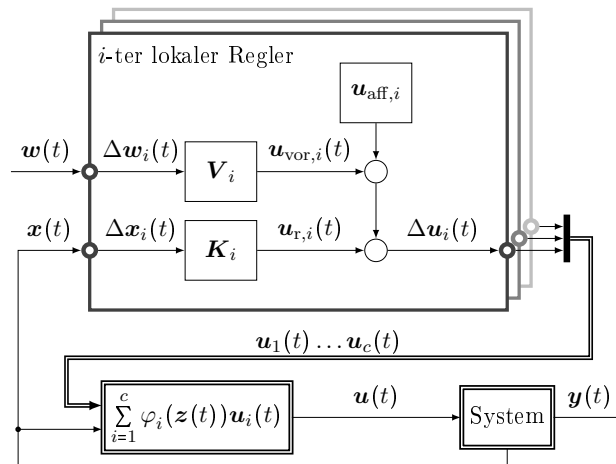 i-ter lokaler Regler
u_aff,i
w(t) Δw_i(t) V_i u_vor,i(t)
x(t) Δx_i(t) K_i u_r,i(t) Δu_i(t)
u_1(t) … u_c(t)
∑_{i=1}^{c} φ_i(z(t))u_i(t) u(t) System y(t)